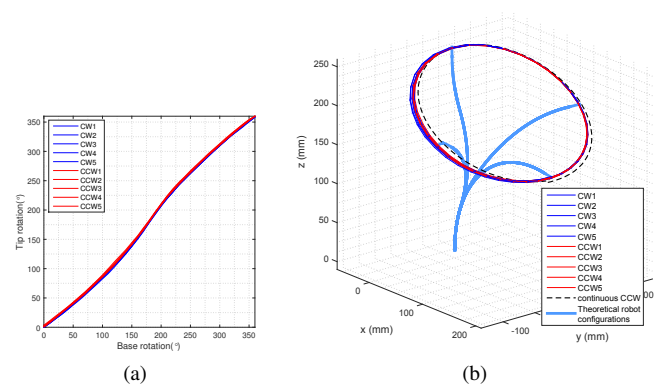 350
300
250
200
150
100
50
0
Tip rotation(°)
0 50 100 150 200 250 300 350
Base rotation(°)
CW1
CW2
CW3
CW4
CW5
CCW1
CCW2
CCW3
CCW4
CCW5
(a)
250
200
150
100
50
0
z (mm)
0
100
200
x (mm)
-100
0
y (mm)
CW1
CW2
CW3
CW4
CW5
CCW1
CCW2
CCW3
CCW4
CCW5
continuous CCW
Theoretical robot
configurations
(b)